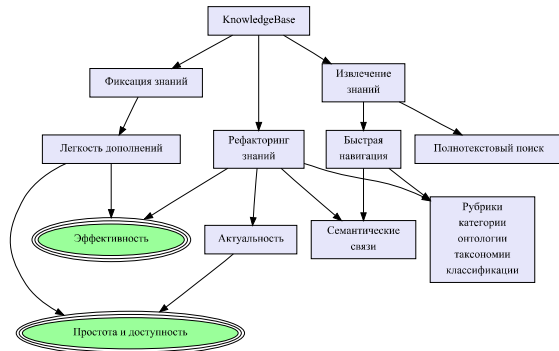 KnowledgeBase
Фиксация знаний
Извлечение
знаний
Легкость дополнений
Рефакторинг
знаний
Быстрая
навигация
Полнотекстовый поиск
Эффективность
Актуальность
Семантические
связи
Рубрики
категории
онтологии
таксономии
классификации
Простота и доступность